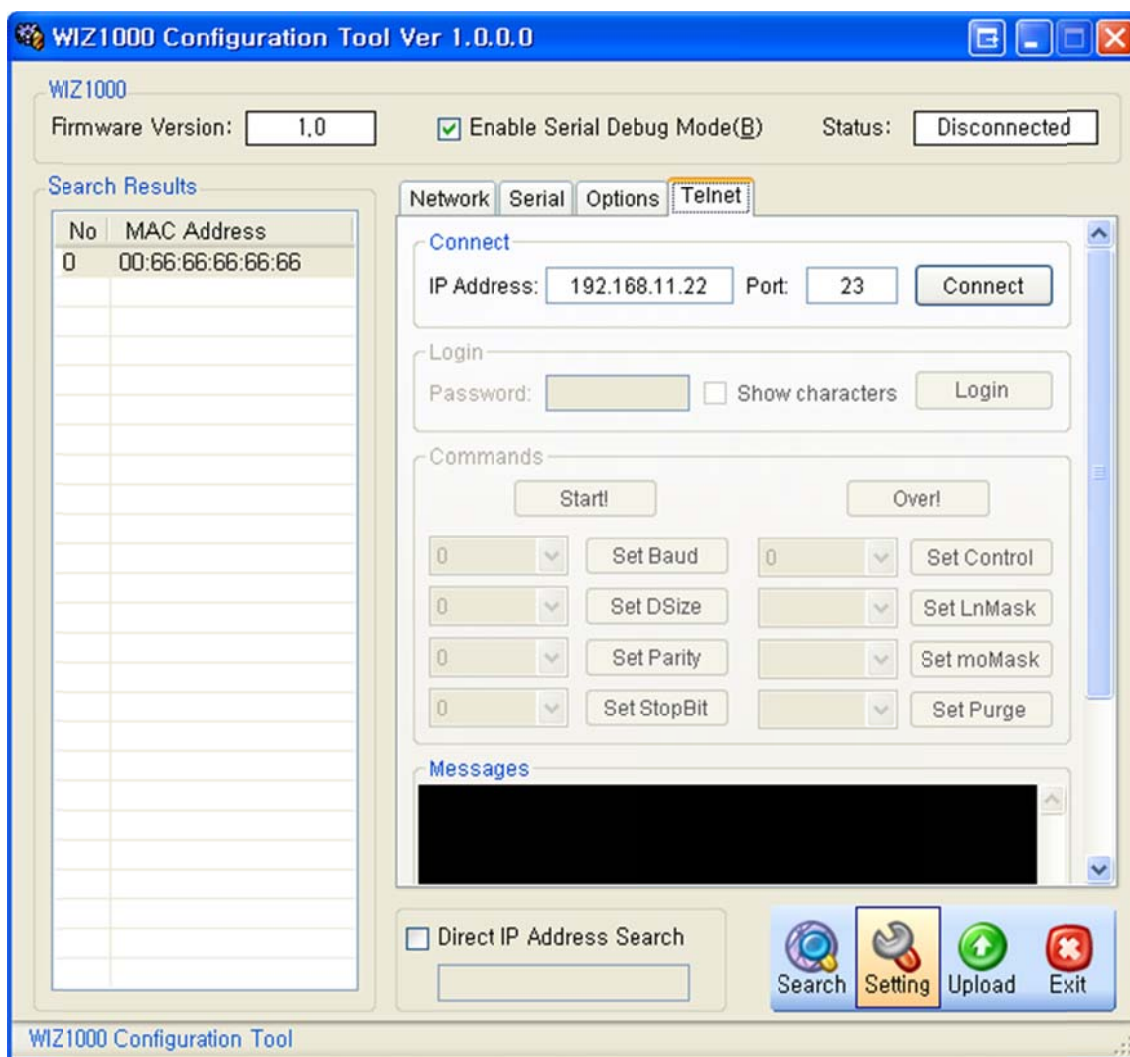 WIZ1000 Configuration Tool Ver 1.0.0.0
WIZ1000
Firmware Version: 1.0 Enable Serial Debug Mode(B) Status: Disconnected
Search Results
No MAC Address
0 00:66:66:66:66:66
Network Serial Options Telnet
Connect
IP Address: 192.168.11.22 Port: 23 Connect
Login
Password: Show characters Login
Commands
Start! Over!
0 Set Baud 0 Set Control
0 Set DSize Set LnMask
0 Set Parity Set moMask
0 Set StopBit Set Purge
Messages
Direct IP Address Search
Search Setting Upload Exit
WIZ1000 Configuration Tool